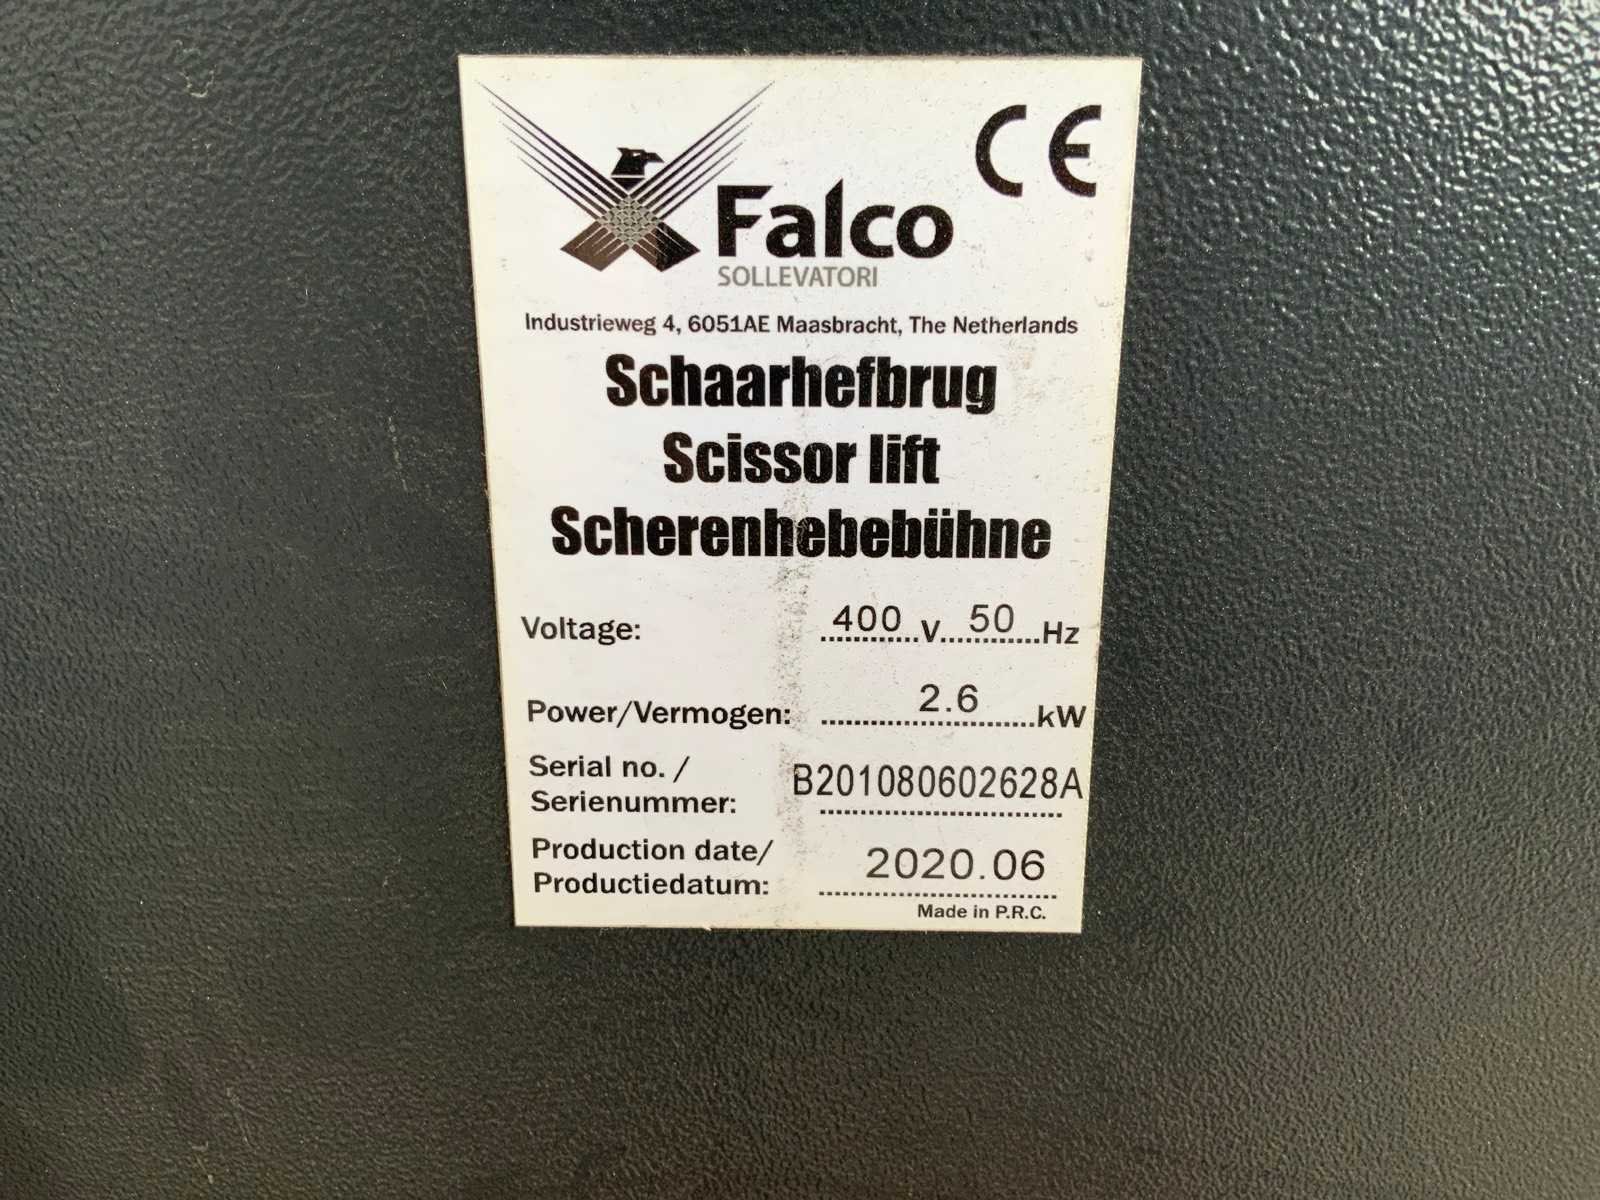 CE
Falco
SOLLEVATORI
Industrieweg 4, 6051AE Maasbracht, The Netherlands
Schaarhefbrug
Scissor lift
Scherenhebebühne
Voltage: 400 V 50 Hz
Power/Vermogen: 2.6 kW
Serial no. /
Serienummer: B201080602628A
Production date/
Productiedatum: 2020.06
Made in P.R.C.